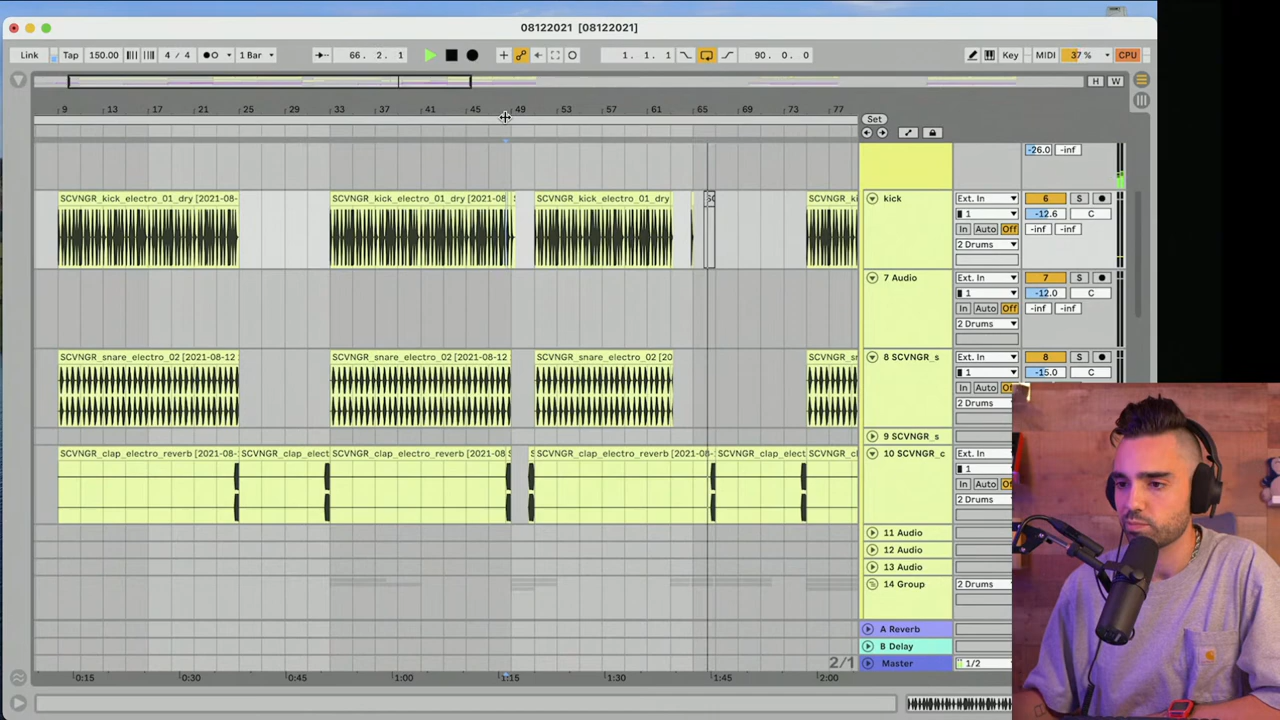 08122021 [08122021]
Link Tap 150.00 4 / 4 1 Bar 66. 2. 1 1. 1. 1 90. 0. 0 Key MIDI 37 % CPU
H W
9 13 17 21 25 29 33 37 41 45 49 53 57 61 65 69 73 77
Set
-26.0 -inf
SCVNGR_kick_electro_01_dry [2021-08- SCVNGR_kick_electro_01_dry [2021-08 SCVNGR_kick_electro_01_dry SCVNGR_ki kick Ext. In 6 S
1 -12.6 C
In Auto Off -inf -inf
2 Drums
7 Audio Ext. In 7 S
1 -12.0 C
In Auto Off -inf -inf
2 Drums
SCVNGR_snare_electro_02 [2021-08-12 SCVNGR_snare_electro_02 [2021-08-12 SCVNGR_snare_electro_02 [20 SCVNGR_sr 8 SCVNGR_s Ext. In 8 S
1 -15.0 C
In Auto
2 Drums
9 SCVNGR_s
SCVNGR_clap_electro_reverb [2021-08- SCVNGR_clap_elect SCVNGR_clap_electro_reverb [2021-08 SCVNGR_clap_electro_reverb [2021-08- SCVNGR_clap_elect SCVNGR_cl 10 SCVNGR_c Ext. In
1
In Auto
2 Drums
11 Audio
12 Audio
13 Audio
14 Group 2 Drums
A Reverb
B Delay
2/1 Master 1/2
0:15 0:30 0:45 1:00 1:15 1:30 1:45 2:00